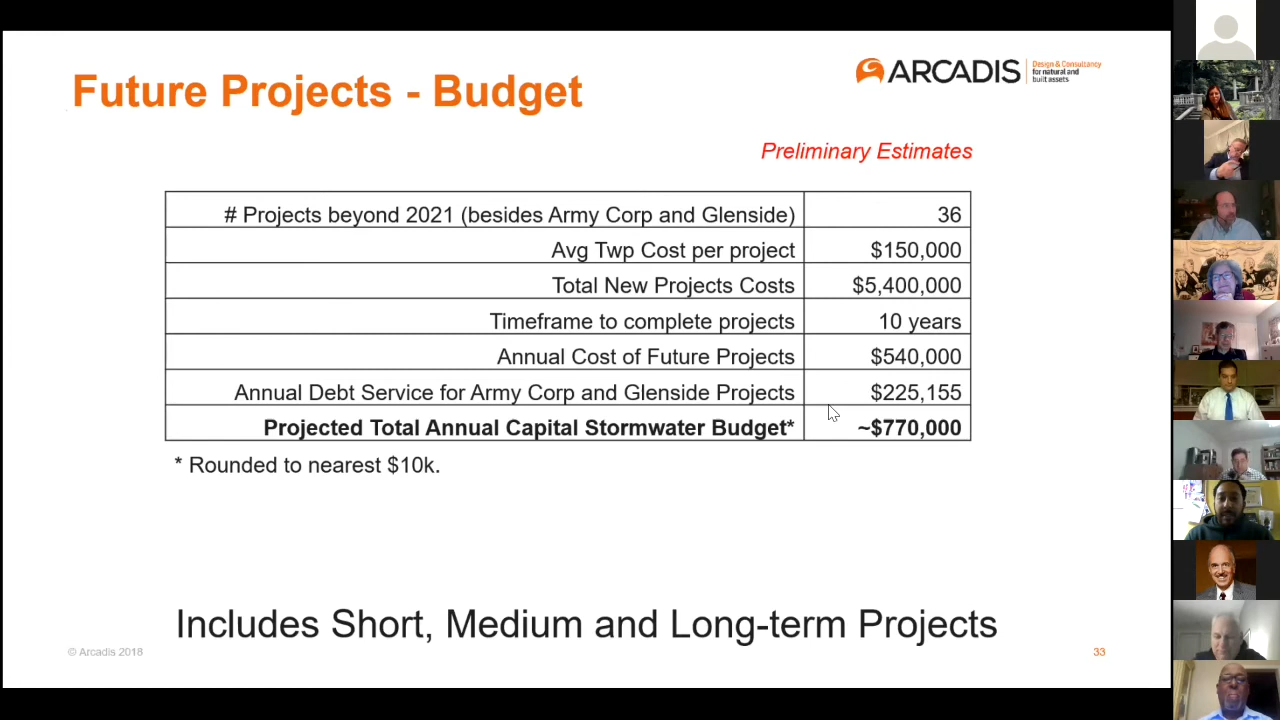 Future Projects - Budget
ARCADIS
Design & Consultancy
for natural and
built assets
Preliminary Estimates
# Projects beyond 2021 (besides Army Corp and Glenside) 36
Avg Twp Cost per project $150,000
Total New Projects Costs $5,400,000
Timeframe to complete projects 10 years
Annual Cost of Future Projects $540,000
Annual Debt Service for Army Corp and Glenside Projects $225,155
Projected Total Annual Capital Stormwater Budget* ~$770,000
* Rounded to nearest $10k.
Includes Short, Medium and Long-term Projects
© Arcadis 2018
33